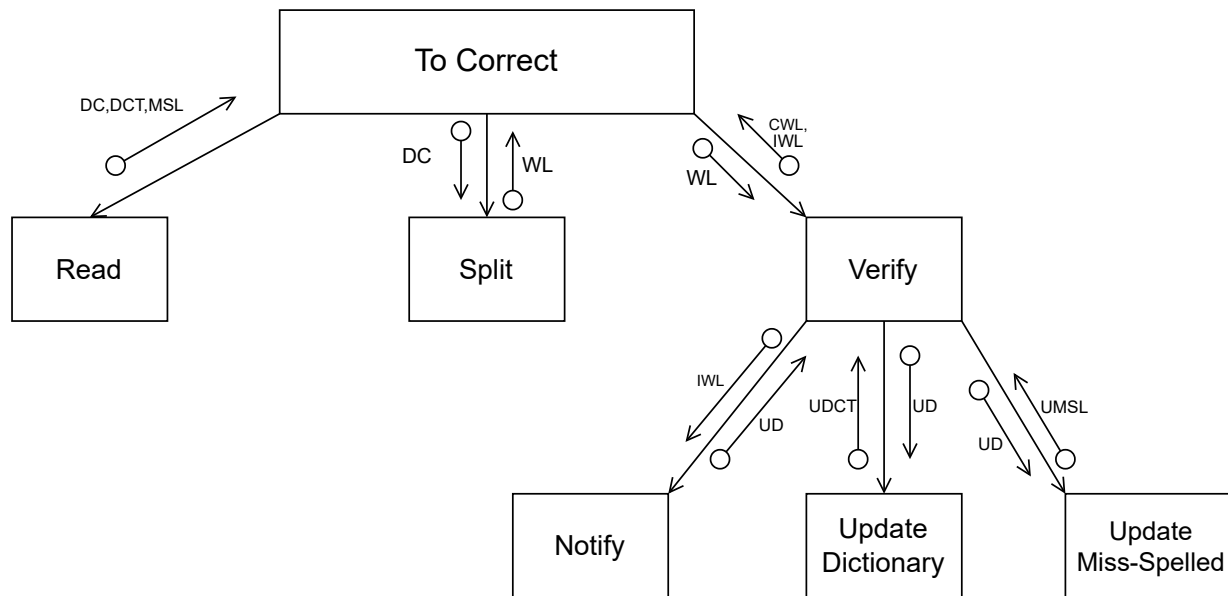 To Correct
DC,DCT,MSL
DC
WL
WL
CWL,
IWL
Read
Split
Verify
IWL
UD
UDCT
UD
UD
UMSL
Notify
Update
Dictionary
Update
Miss-Spelled